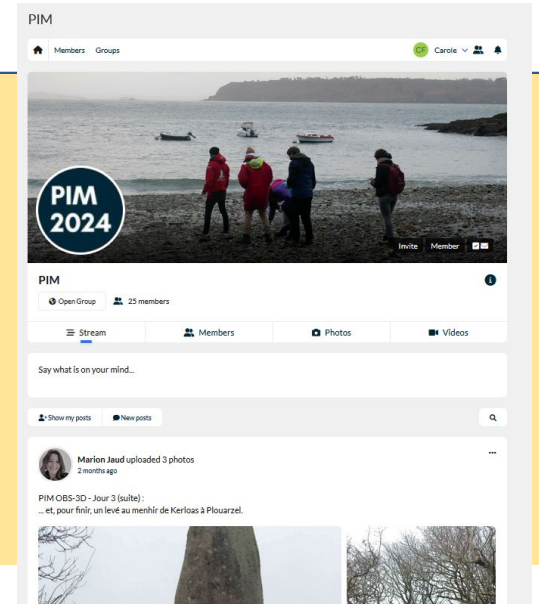 PIM
Members Groups CF Carole
PIM
2024
Invite Member
PIM
Open Group 25 members
Stream Members Photos Videos
Say what is on your mind...
Show my posts New posts
Marion Jaud uploaded 3 photos
2 months ago
PIM OBS-3D - Jour 3 (suite) :
... et, pour finir, un levé au menhir de Kerloas à Plouarzel.